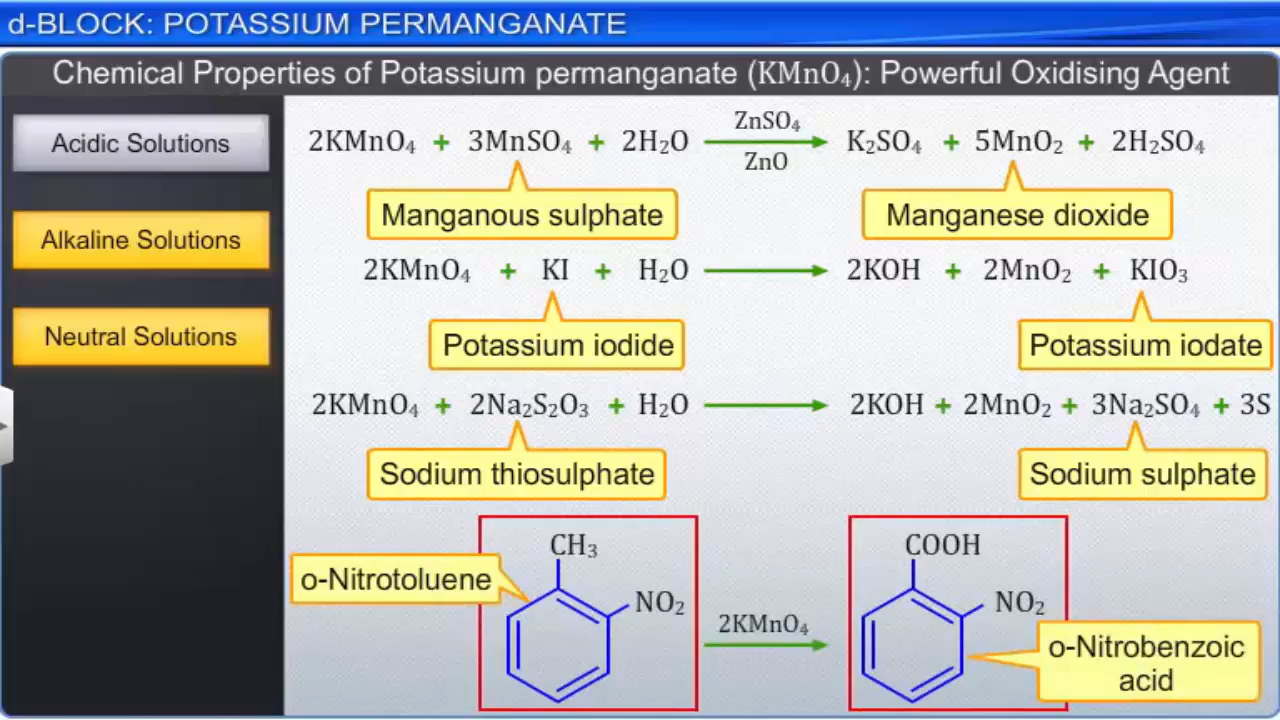 d-BLOCK: POTASSIUM PERMANGANATE
Chemical Properties of Potassium permanganate (KMnO₄): Powerful Oxidising Agent
Acidic Solutions
Alkaline Solutions
Neutral Solutions
2KMnO₄ + 3MnSO₄ + 2H₂O ZnSO₄ ZnO K₂SO₄ + 5MnO₂ + 2H₂SO₄
Manganous sulphate
Manganese dioxide
2KMnO₄ + KI + H₂O → 2KOH + 2MnO₂ + KIO₃
Potassium iodide
Potassium iodate
2KMnO₄ + 2Na₂S₂O₃ + H₂O → 2KOH + 2MnO₂ + 3Na₂SO₄ + 3S
Sodium thiosulphate
Sodium sulphate
o-Nitrotoluene
CH₃
NO₂
2KMnO₄
COOH
NO₂
o-Nitrobenzoic
acid